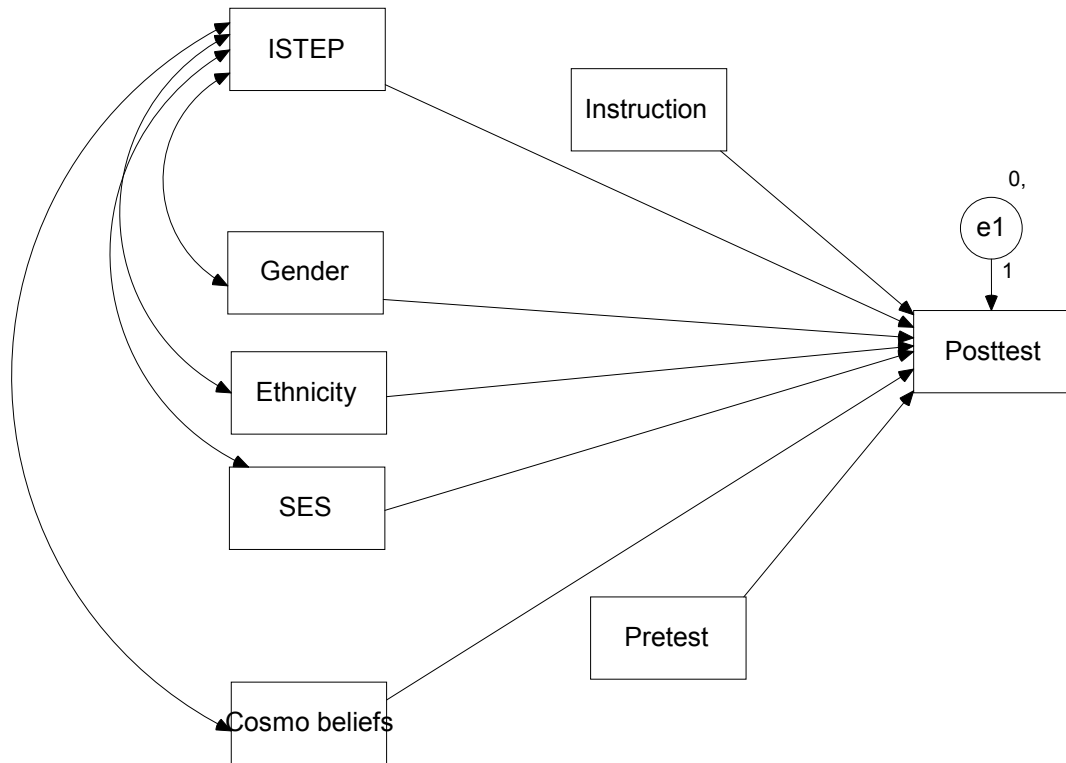 ISTEP
Instruction
0,
e1
1
Gender
Posttest
Ethnicity
SES
Pretest
Cosmo beliefs